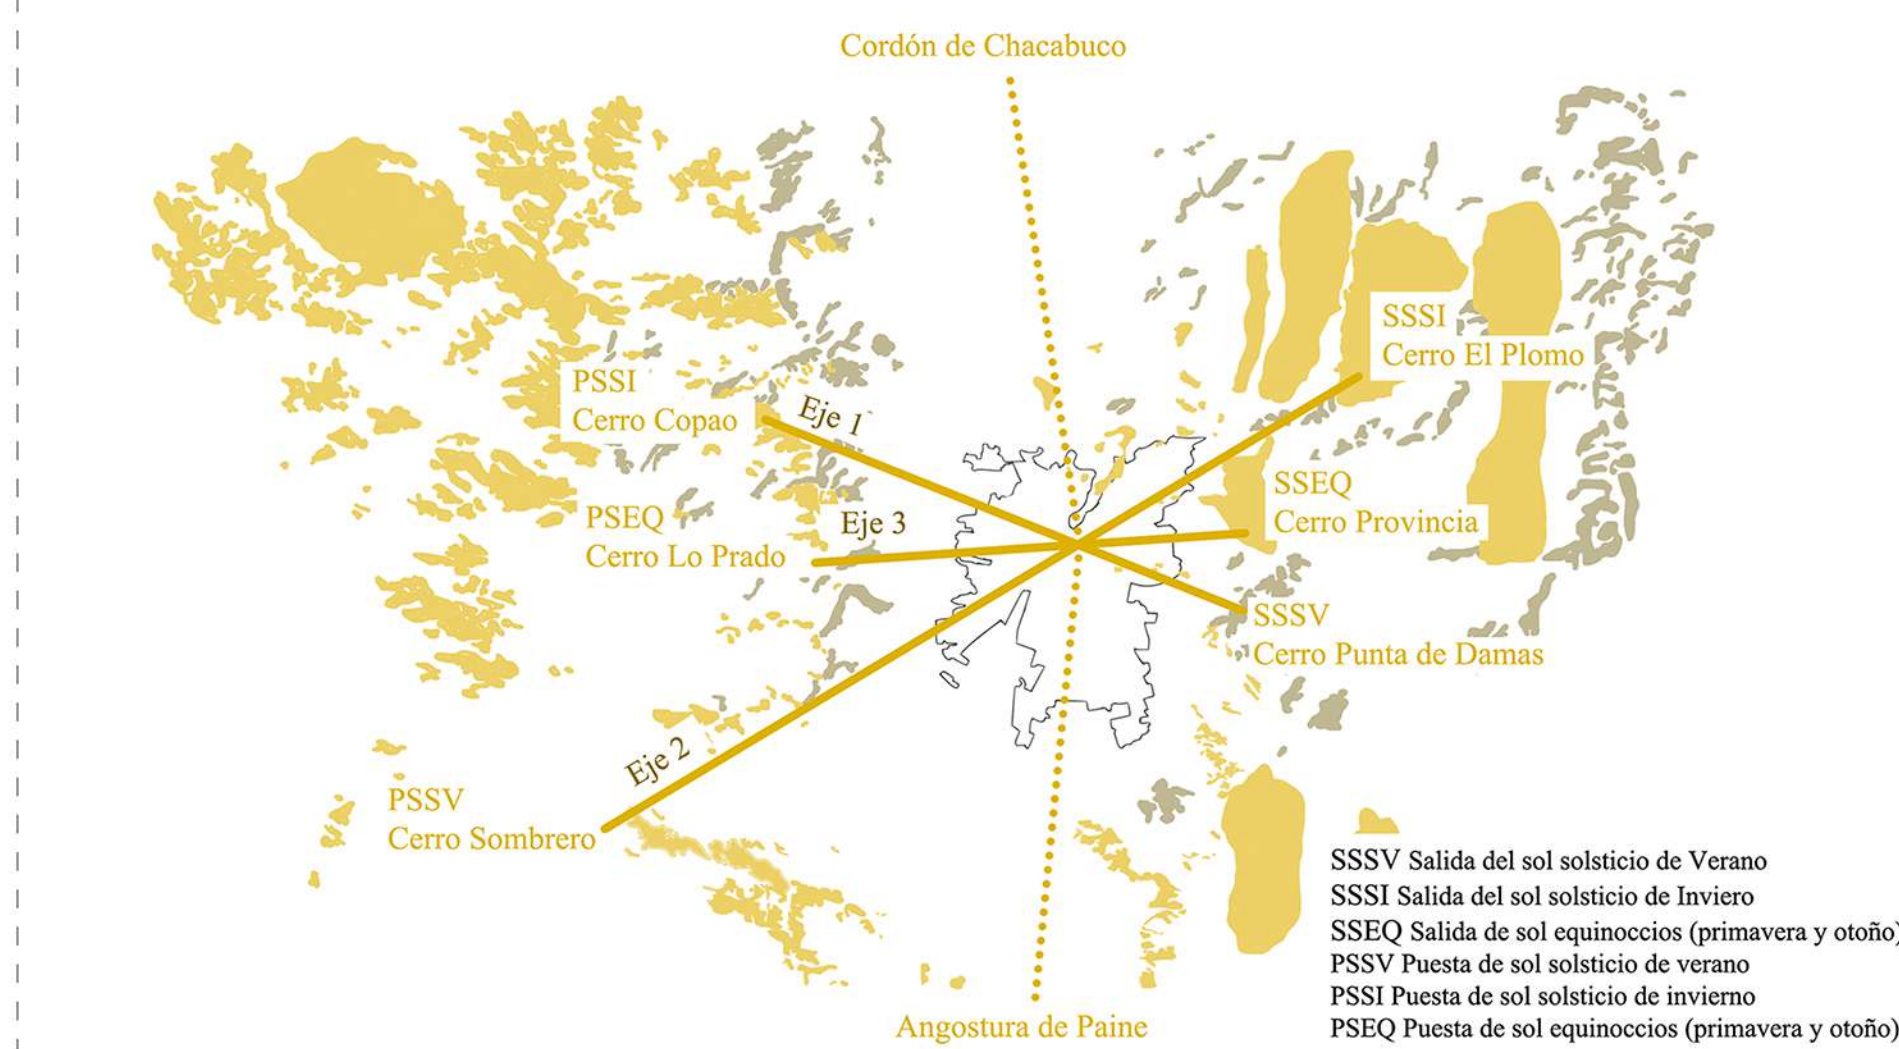 Cordón de Chacabuco
SSSI
Cerro El Plomo
PSSI
Cerro Copao
Eje 1
SSEQ
Cerro Provincia
PSEQ
Cerro Lo Prado
Eje 3
SSSV
Cerro Punta de Damas
Eje 2
PSSV
Cerro Sombrero
Angostura de Paine
SSSV Salida del sol solsticio de Verano
SSSI Salida del sol solsticio de Inviero
SSEQ Salida de sol equinoccios (primavera y otoño)
PSSV Puesta de sol solsticio de verano
PSSI Puesta de sol solsticio de invierno
PSEQ Puesta de sol equinoccios (primavera y otoño)